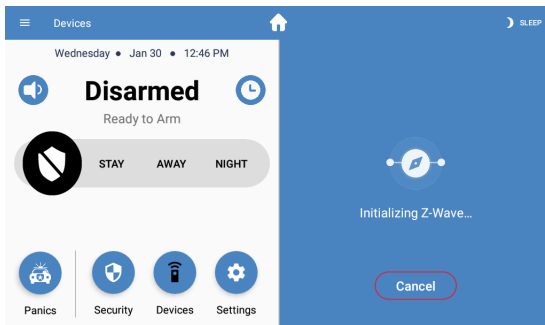 Devices
SLEEP
Wednesday ● Jan 30 ● 12:46 PM
Disarmed
Ready to Arm
STAY AWAY NIGHT
Initializing Z-Wave...
Cancel
Panics Security Devices Settings